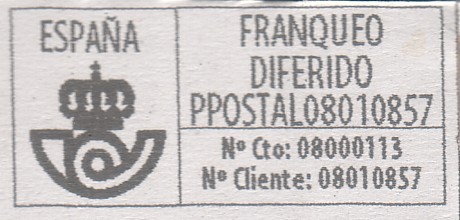 ESPAÑA
FRANQUEO
DIFERIDO
PPOSTAL08010857
Nº Cto: 08000113
Nº Cliente: 08010857